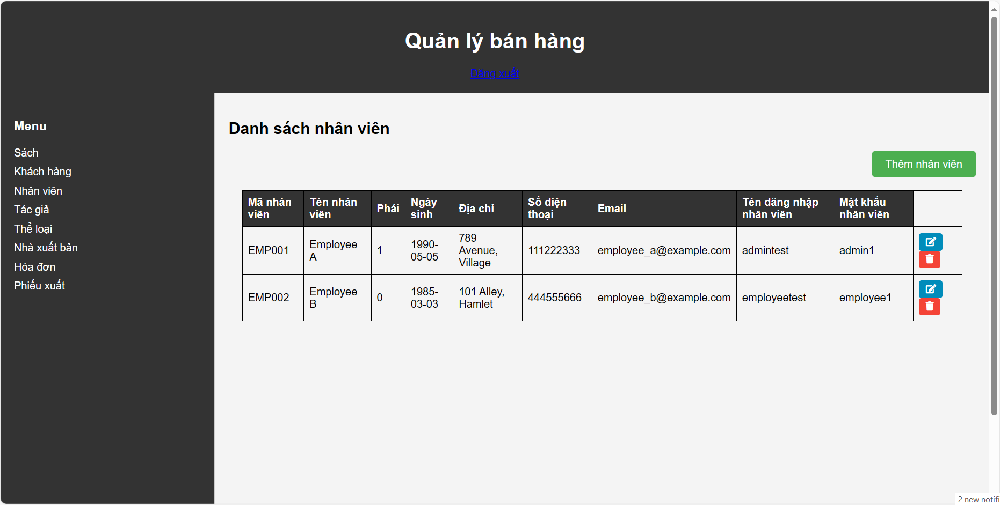 Quản lý bán hàng
Đăng xuất
Menu
Sách
Khách hàng
Nhân viên
Tác giả
Thể loại
Nhà xuất bản
Hóa đơn
Phiếu xuất
Danh sách nhân viên
Thêm nhân viên
Mã nhân viên
Tên nhân viên
Phái
Ngày sinh
Địa chỉ
Số điện thoại
Email
Tên đăng nhập nhân viên
Mật khẩu nhân viên
EMP001
Employee A
1
1990-05-05
789 Avenue, Village
111222333
employee_a@example.com
admintest
admin1
EMP002
Employee B
0
1985-03-03
101 Alley, Hamlet
444555666
employee_b@example.com
employeetest
employee1
2 new notifi